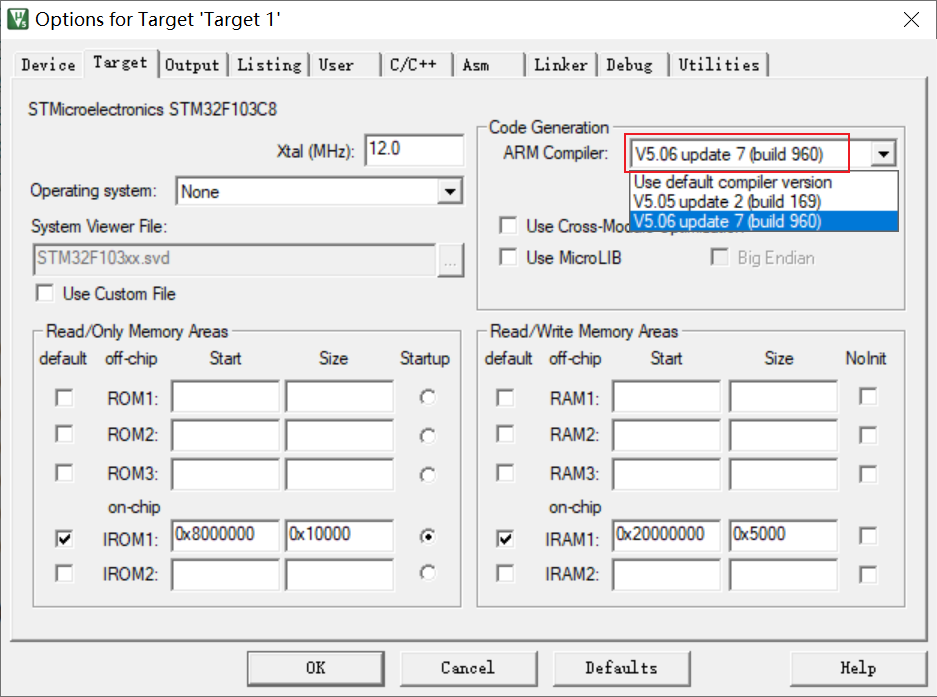 Options for Target 'Target 1'
Device Target Output Listing User C/C++ Asm Linker Debug Utilities
STMicroelectronics STM32F103C8
Xtal (MHz): 12.0
Operating system: None
System Viewer File:
STM32F103xx.svd ...
Use Custom File
Code Generation
ARM Compiler: V5.06 update 7 (build 960)
Use default compiler version
V5.05 update 2 (build 169)
V5.06 update 7 (build 960)
Use Cross-Module Optimization
Use MicroLIB Big Endian
Read/Only Memory Areas
default off-chip Start Size Startup
ROM1:
ROM2:
ROM3:
on-chip
IROM1: 0x8000000 0x10000
IROM2:
Read/Write Memory Areas
default off-chip Start Size NoInit
RAM1:
RAM2:
RAM3:
on-chip
IRAM1: 0x20000000 0x5000
IRAM2:
OK Cancel Defaults Help